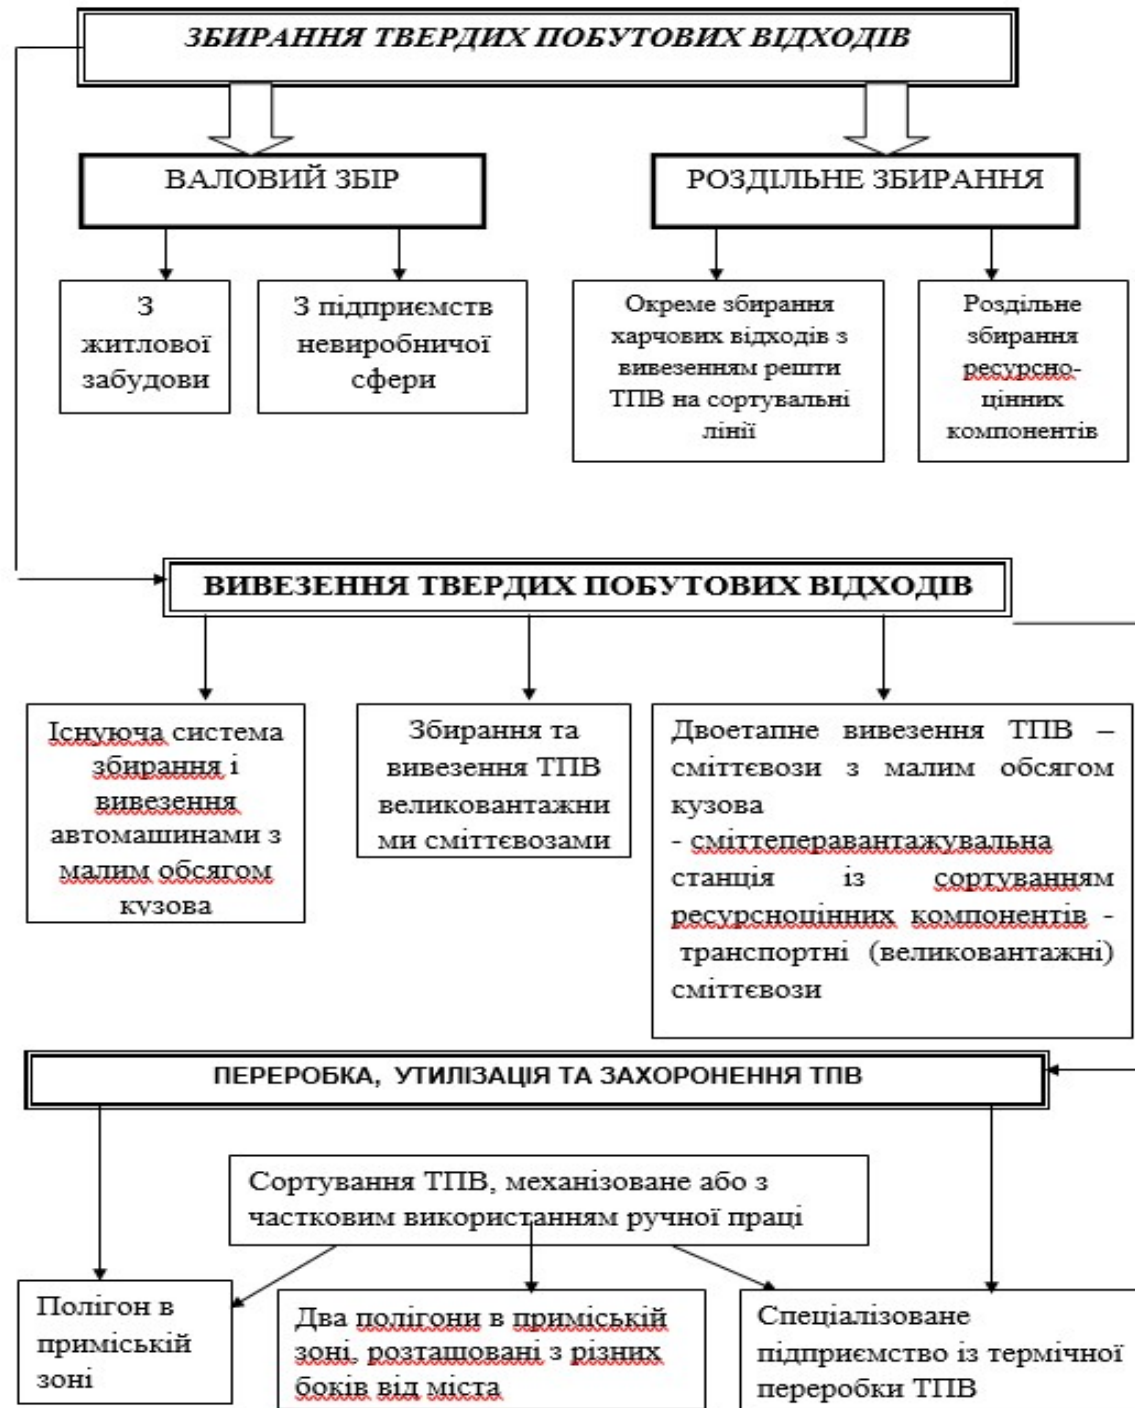 ЗБИРАННЯ ТВЕРДИХ ПОБУТОВИХ ВІДХОДІВ
ВАЛОВИЙ ЗБІР
РОЗДІЛЬНЕ ЗБИРАННЯ
З
житлової
забудови
З підприємств
невиробничої
сфери
Окреме збирання
харчових відходів з
вивезенням решти
ТПВ на сортувальні
лінії
Роздільне
збирання
ресурсно-
цінних
компонентів
ВИВЕЗЕННЯ ТВЕРДИХ ПОБУТОВИХ ВІДХОДІВ
Існуюча система
збирання і
вивезення
автомашинами з
малим обсягом
кузова
Збирання та
вивезення ТПВ
великовантажни
ми сміттєвозами
Двоетапне вивезення ТПВ –
сміттєвози з малим обсягом
кузова
- сміттеперавантажувальна
станція із сортуванням
ресурсноцінних компонентів -
транспортні (великовантажні)
сміттєвози
ПЕРЕРОБКА, УТИЛІЗАЦІЯ ТА ЗАХОРОНЕННЯ ТПВ
Сортування ТПВ, механізоване або з
частковим використанням ручної праці
Полігон в
приміській
зоні
Два полігони в приміській
зоні, розташовані з різних
боків від міста
Спеціалізоване
підприємство із термічної
переробки ТПВ